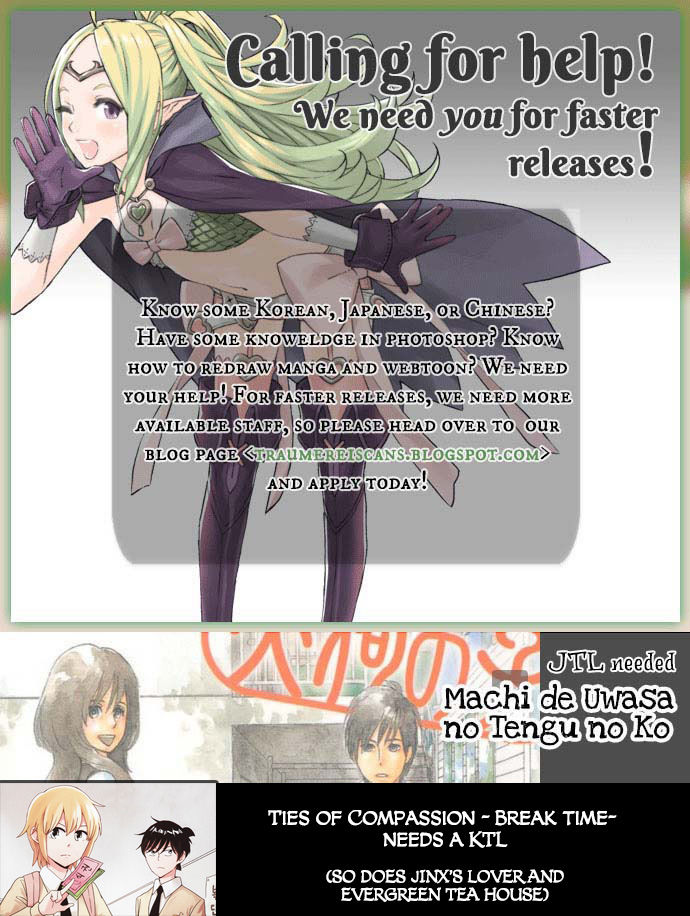 Calling for help!
We need you for faster
releases!
Know some Korean, Japanese, or Chinese?
Have some knoweldge in photoshop? Know
how to redraw manga and webtoon? We need
your help! For faster releases, we need more
available staff, so please head over to our
blog page <traumereiscans.blogspot.com>
and apply today!
JTL needed
Machi de Uwasa
no Tengu no Ko
Ties of Compassion - Break time-
needs a KTL
(so does Jinx's lover and
Evergreen Tea House)